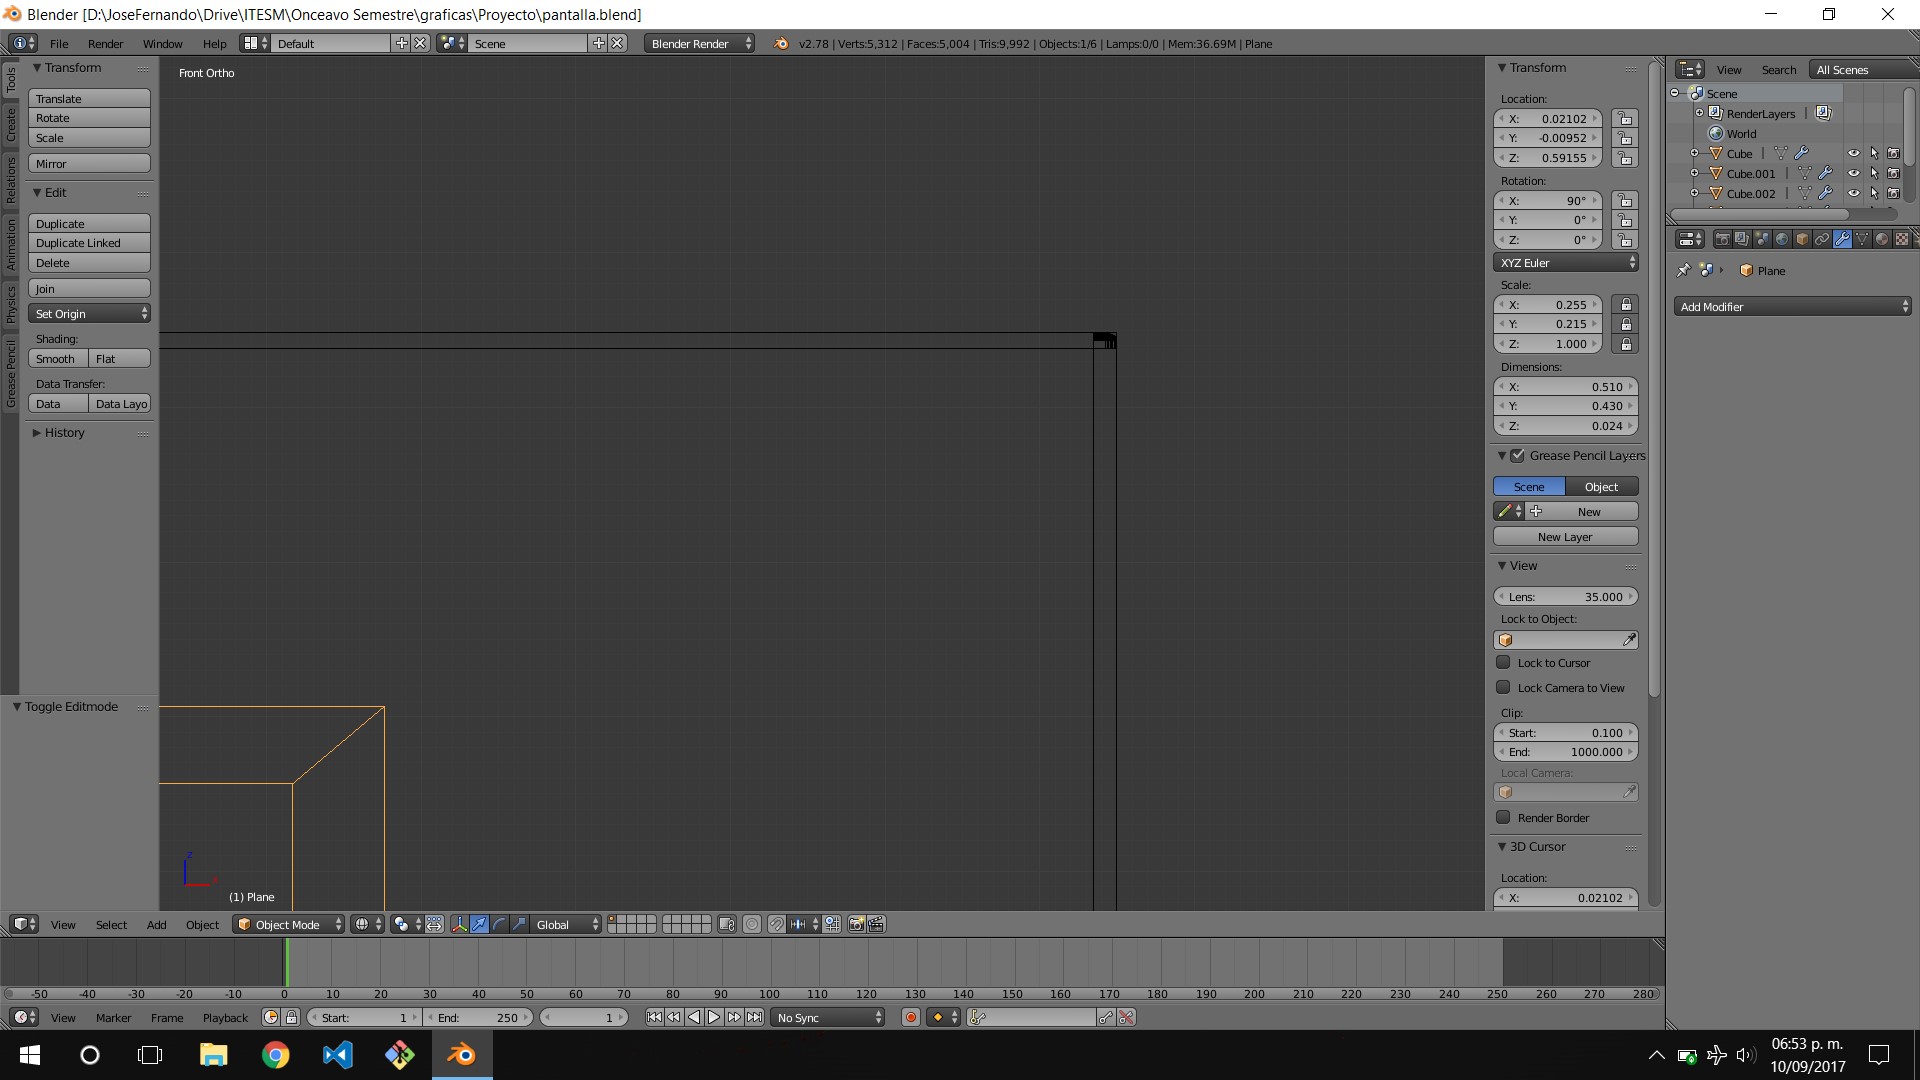 Blender [D:\JoseFernando\Drive\ITESM\Onceavo Semestre\graficas\Proyecto\pantalla.blend]
File Render Window Help Default Scene Blender Render v2.78 | Verts:5,312 | Faces:5,004 | Tris:9,992 | Objects:1/6 | Lamps:0/0 | Mem:36.69M | Plane
Tools
Create
Relations
Animation
Physics
Grease Pencil
Transform
Translate
Rotate
Scale
Mirror
Edit
Duplicate
Duplicate Linked
Delete
Join
Set Origin
Shading:
Smooth Flat
Data Transfer:
Data Data Layo
History
Toggle Editmode
Front Ortho
z
x
(1) Plane
Transform
Location:
X: 0.02102
Y: -0.00952
Z: 0.59155
Rotation:
X: 90°
Y: 0°
Z: 0°
XYZ Euler
Scale:
X: 0.255
Y: 0.215
Z: 1.000
Dimensions:
X: 0.510
Y: 0.430
Z: 0.024
Grease Pencil Layers
Scene Object
New
New Layer
View
Lens: 35.000
Lock to Object:
Lock to Cursor
Lock Camera to View
Clip:
Start: 0.100
End: 1000.000
Local Camera:
Render Border
3D Cursor
Location:
X: 0.02102
View Search All Scenes
Scene
RenderLayers |
World
Cube |
Cube.001
Cube.002
Plane
Add Modifier
View Select Add Object Object Mode Global
-50 -40 -30 -20 -10 0 10 20 30 40 50 60 70 80 90 100 110 120 130 140 150 160 170 180 190 200 210 220 230 240 250 260 270 280
View Marker Frame Playback Start: 1 End: 250 1 No Sync
06:53 p. m.
10/09/2017